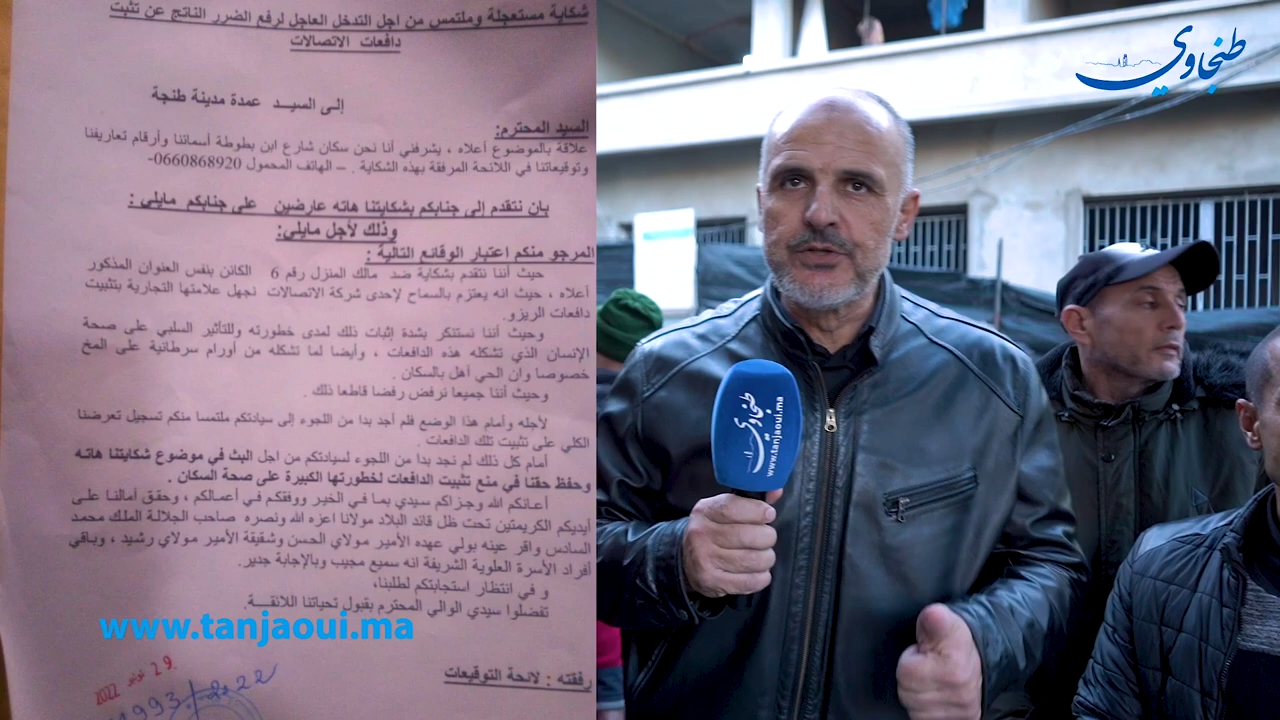 شكاية مستعجلة وملتمس من اجل التدخل العاجل لرفع الضرر الناتج عن تثبت
دافعات الاتصالات
إلى السيد عمدة مدينة طنجة
السيد المحترم:
علاقة بالموضوع أعلاه ، يشرفني أنا نحن سكان شارع ابن بطوطة أسمائنا وأرقام تعاريفنا
وتوقيعاتنا في اللائحة المرفقة بهذه الشكاية . – الهاتف المحمول 0660868920-
بان نتقدم إلى جنابكم بشكايتنا هاته عارضين على جنابكم مايلي :
وذلك لأجل مايلي:
المرجو منكم اعتبار الوقائع التالية :
حيث أننا نتقدم بشكاية ضد مالك المنزل رقم 6 الكائن بنفس العنوان المذكور
أعلاه ، حيث انه يعتزم بالسماح لإحدى شركة الاتصالات نجهل علامتها التجارية بتثبيت
دافعات الريزو.
وحيث أننا نستنكر بشدة إثبات ذلك لمدى خطورته وللتأثير السلبي على صحة
الإنسان الذي تشكله هذه الدافعات ، وأيضا لما تشكله من أورام سرطانية على المخ
خصوصا وان الحي آهل بالسكان .
وحيث أننا جميعا نرفض رفضا قاطعا ذلك .
لأجله وأمام هذا الوضع فلم أجد بدا من اللجوء إلى سيادتكم ملتمسا منكم تسجيل تعرضنا
الكلي على تثبيت تلك الدافعات .
أمام كل ذلك لم نجد بدا من اللجوء لسيادتكم من اجل البث في موضوع شكايتنا هاته
وحفظ حقنا في منع تثبيت الدافعات لخطورتها الكبيرة على صحة السكان .
أعانكم الله وجزاكم سيدي بما في الخير ووفقكم في أعمالكم ، وحقق آمالنا على
أيديكم الكريمتين تحت ظل قائد البلاد مولانا اعزه الله ونصره صاحب الجلالة الملك محمد
السادس واقر عينه بولي عهده الأمير مولاي الحسن وشقيقة الأمير مولاي رشيد ، وباقي
أفراد الأسرة العلوية الشريفة انه سميع مجيب وبالإجابة جدير.
و في انتظار استجابتكم لطلبنا،
تفضلوا سيدي الوالي المحترم بقبول تحياتنا اللائقة.
www.tanjaoui.ma
رفقته : لائحة التوقيعات
29 نونبر 2022
طنجاوي
طنجاوي
www.tanjaoui.ma